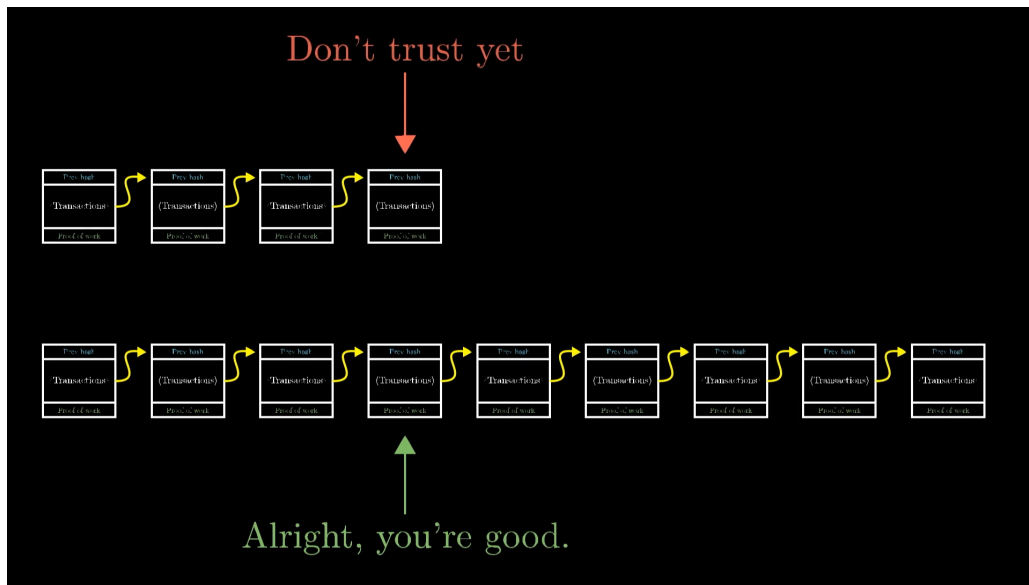 Don't trust yet
Prev hash Prev hash Prev hash Prev hash
(Transactions) (Transactions) (Transactions) (Transactions)
Proof of work Proof of work Proof of work Proof of work
Prev hash Prev hash Prev hash Prev hash Prev hash Prev hash Prev hash Prev hash Prev hash
(Transactions) (Transactions) (Transactions) (Transactions) (Transactions) (Transactions) (Transactions) (Transactions) (Transactions)
Proof of work Proof of work Proof of work Proof of work Proof of work Proof of work Proof of work Proof of work Proof of work
Alright, you're good.